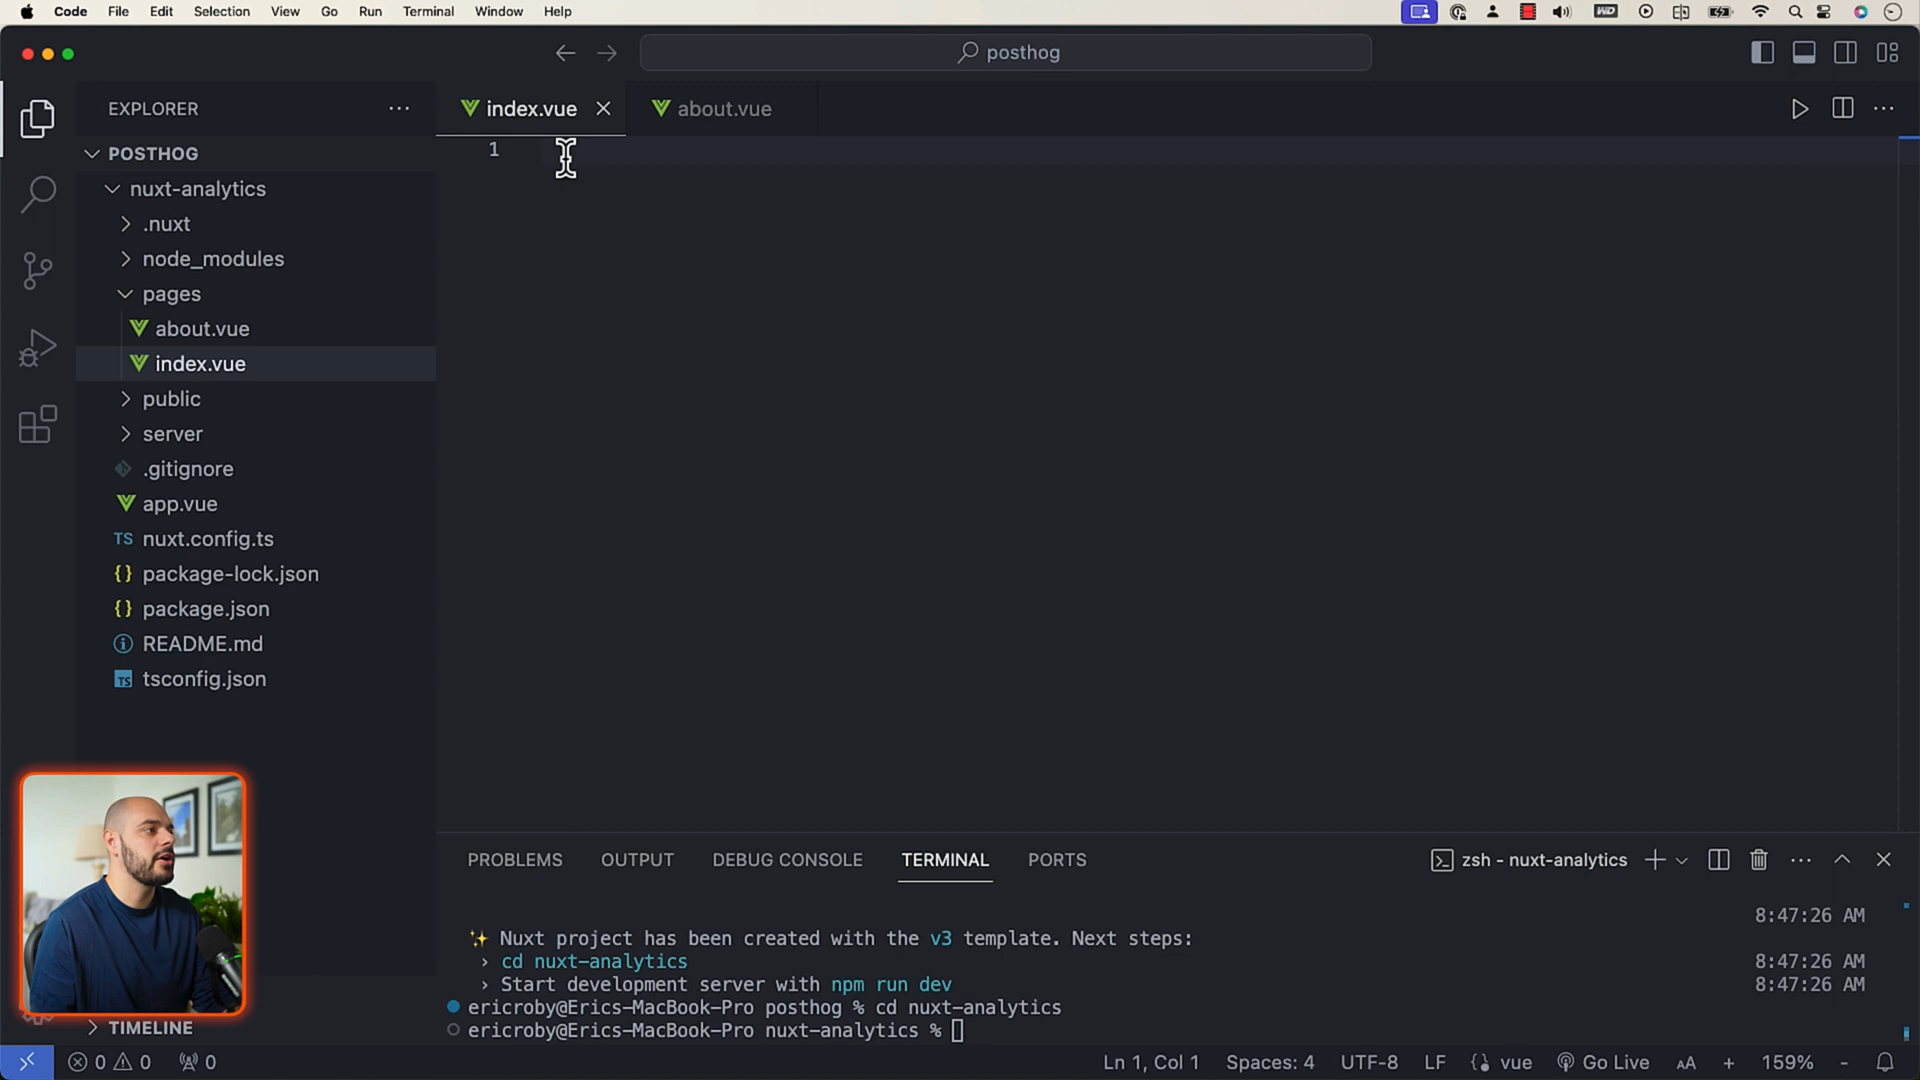 Code File Edit Selection View Go Run Terminal Window Help
posthog
EXPLORER
index.vue
about.vue
1
POSTHOG
nuxt-analytics
.nuxt
node_modules
pages
about.vue
index.vue
public
server
.gitignore
app.vue
TS nuxt.config.ts
{} package-lock.json
{} package.json
README.md
TS tsconfig.json
TIMELINE
PROBLEMS OUTPUT DEBUG CONSOLE TERMINAL PORTS
zsh - nuxt-analytics
8:47:26 AM
✨ Nuxt project has been created with the v3 template. Next steps:
› cd nuxt-analytics 8:47:26 AM
› Start development server with npm run dev 8:47:26 AM
ericroby@Erics-MacBook-Pro posthog % cd nuxt-analytics
ericroby@Erics-MacBook-Pro nuxt-analytics %
0 0 0
Ln 1, Col 1 Spaces: 4 UTF-8 LF vue Go Live AA + 159% -